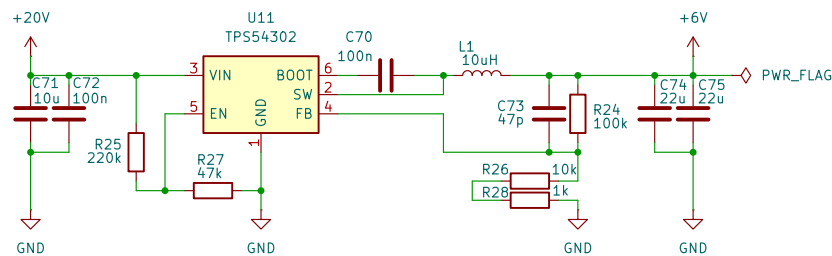 +20V
U11
TPS54302
C70
100n
+6V
L1
10uH
C71
10u
C72
100n
3
VIN
BOOT
6
SW
2
5
EN
FB
4
GND
1
C73
47p
R24
100k
C74
22u
C75
22u
PWR_FLAG
R25
220k
R27
47k
R26
10k
R28
1k
GND
GND
GND
GND